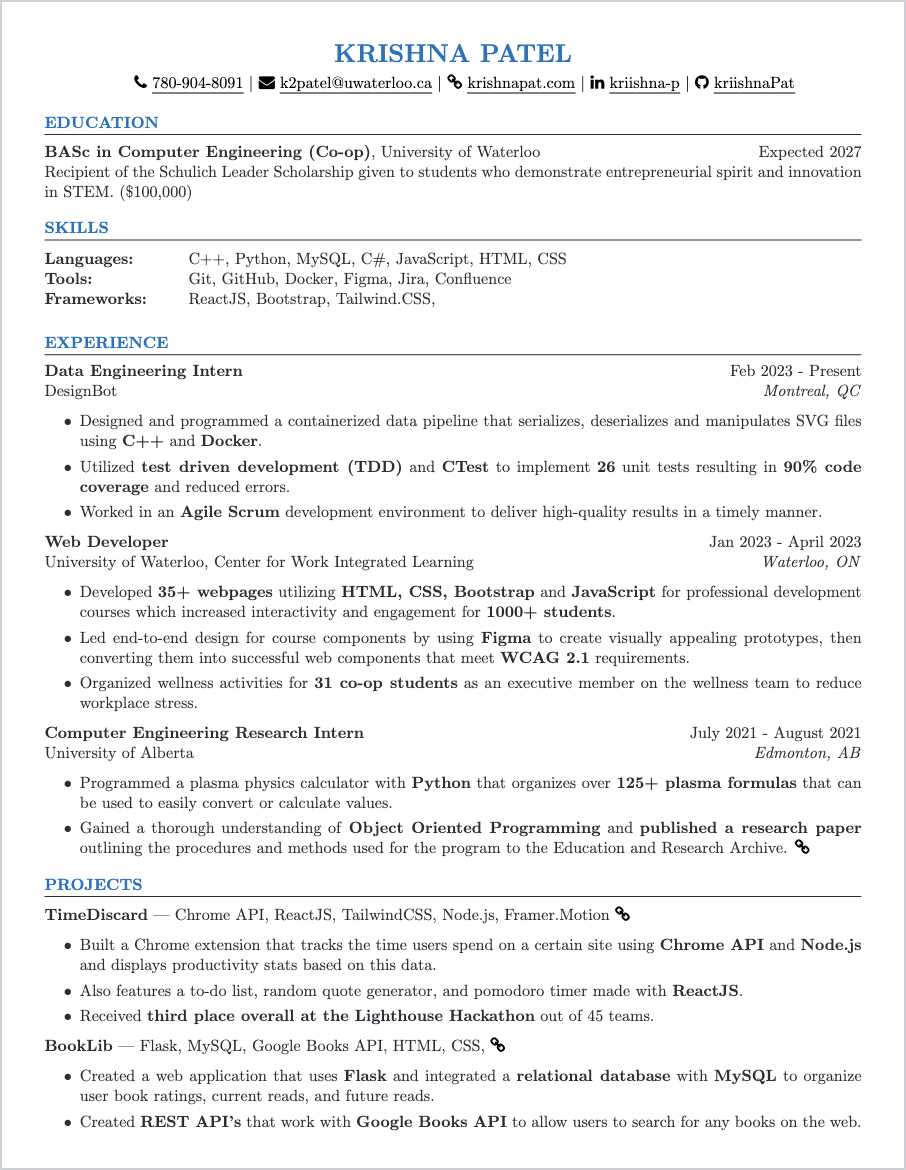 KRISHNA PATEL
780-904-8091 | k2patel@uwaterloo.ca | krishnapat.com | kriishna-p | kriishnaPat
EDUCATION
BASc in Computer Engineering (Co-op), University of Waterloo Expected 2027
Recipient of the Schulich Leader Scholarship given to students who demonstrate entrepreneurial spirit and innovation
in STEM. ($100,000)
SKILLS
Languages: C++, Python, MySQL, C#, JavaScript, HTML, CSS
Tools: Git, GitHub, Docker, Figma, Jira, Confluence
Frameworks: ReactJS, Bootstrap, Tailwind.CSS,
EXPERIENCE
Data Engineering Intern Feb 2023 - Present
DesignBot Montreal, QC
• Designed and programmed a containerized data pipeline that serializes, deserializes and manipulates SVG files
using C++ and Docker.
• Utilized test driven development (TDD) and CTest to implement 26 unit tests resulting in 90% code
coverage and reduced errors.
• Worked in an Agile Scrum development environment to deliver high-quality results in a timely manner.
Web Developer Jan 2023 - April 2023
University of Waterloo, Center for Work Integrated Learning Waterloo, ON
• Developed 35+ webpages utilizing HTML, CSS, Bootstrap and JavaScript for professional development
courses which increased interactivity and engagement for 1000+ students.
• Led end-to-end design for course components by using Figma to create visually appealing prototypes, then
converting them into successful web components that meet WCAG 2.1 requirements.
• Organized wellness activities for 31 co-op students as an executive member on the wellness team to reduce
workplace stress.
Computer Engineering Research Intern July 2021 - August 2021
University of Alberta Edmonton, AB
• Programmed a plasma physics calculator with Python that organizes over 125+ plasma formulas that can
be used to easily convert or calculate values.
• Gained a thorough understanding of Object Oriented Programming and published a research paper
outlining the procedures and methods used for the program to the Education and Research Archive.
PROJECTS
TimeDiscard — Chrome API, ReactJS, TailwindCSS, Node.js, Framer.Motion
• Built a Chrome extension that tracks the time users spend on a certain site using Chrome API and Node.js
and displays productivity stats based on this data.
• Also features a to-do list, random quote generator, and pomodoro timer made with ReactJS.
• Received third place overall at the Lighthouse Hackathon out of 45 teams.
BookLib — Flask, MySQL, Google Books API, HTML, CSS,
• Created a web application that uses Flask and integrated a relational database with MySQL to organize
user book ratings, current reads, and future reads.
• Created REST API's that work with Google Books API to allow users to search for any books on the web.